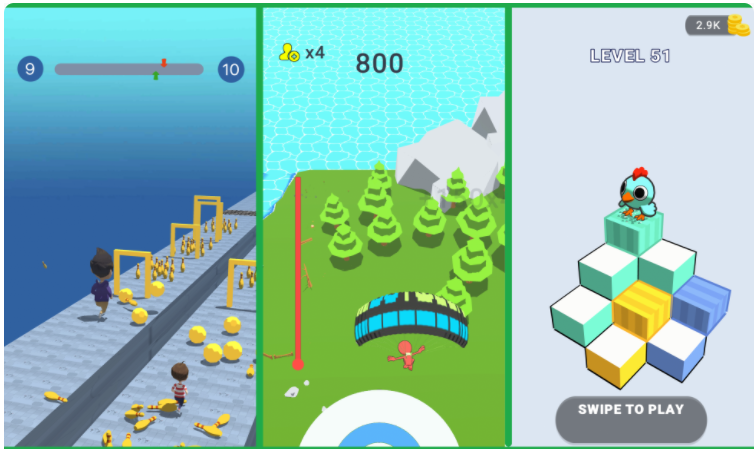 9
10
x4
800
2.9K
LEVEL 51
SWIPE TO PLAY